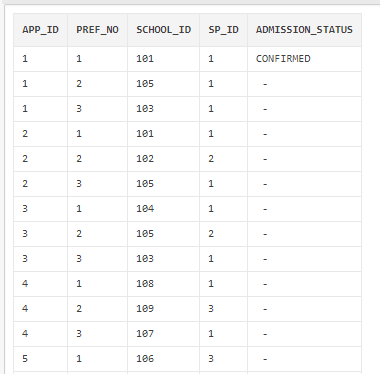 APP_ID PREF_NO SCHOOL_ID SP_ID ADMISSION_STATUS
1 1 101 1 CONFIRMED
1 2 105 1 -
1 3 103 1 -
2 1 101 1 -
2 2 102 2 -
2 3 105 1 -
3 1 104 1 -
3 2 105 2 -
3 3 103 1 -
4 1 108 1 -
4 2 109 3 -
4 3 107 1 -
5 1 106 3 -